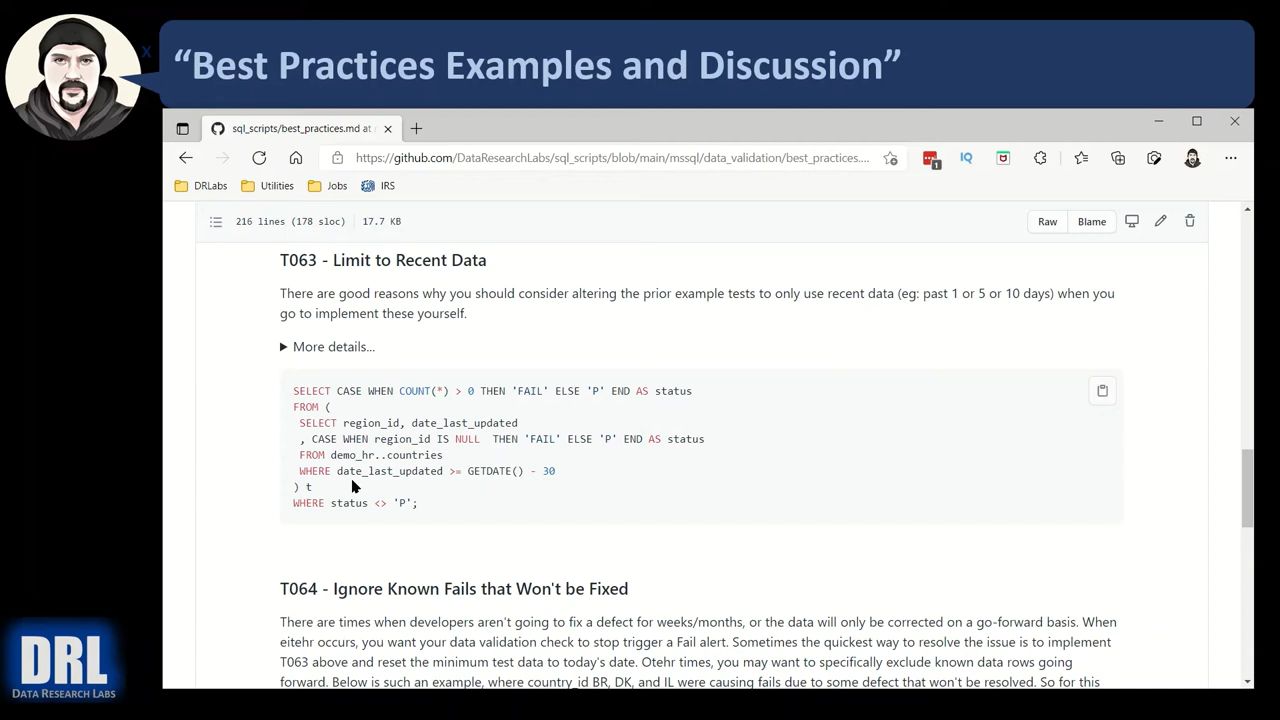 x
“Best Practices Examples and Discussion”
sql_scripts/best_practices.md at
https://github.com/DataResearchLabs/sql_scripts/blob/main/mssql/data_validation/best_practices....
1
IQ
DRLabs
Utilities
Jobs
IRS
216 lines (178 sloc)
17.7 KB
Raw
Blame
T063 - Limit to Recent Data
There are good reasons why you should consider altering the prior example tests to only use recent data (eg: past 1 or 5 or 10 days) when you
go to implement these yourself.
More details...
SELECT CASE WHEN COUNT(*) > 0 THEN 'FAIL' ELSE 'P' END AS status
FROM (
SELECT region_id, date_last_updated
, CASE WHEN region_id IS NULL THEN 'FAIL' ELSE 'P' END AS status
FROM demo_hr..countries
WHERE date_last_updated >= GETDATE() - 30
) t
WHERE status <> 'P';
T064 - Ignore Known Fails that Won't be Fixed
There are times when developers aren't going to fix a defect for weeks/months, or the data will only be corrected on a go-forward basis. When
eitehr occurs, you want your data validation check to stop trigger a Fail alert. Sometimes the quickest way to resolve the issue is to implement
T063 above and reset the minimum test data to today's date. Otehr times, you may want to specifically exclude known data rows going
forward. Below is such an example, where country_id BR, DK, and IL were causing fails due to some defect that won't be resolved. So for this
DRL
DATA RESEARCH LABS